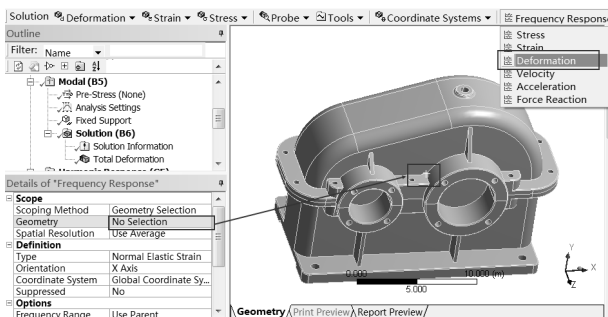 Solution Deformation Strain Stress Probe Tools Coordinate Systems Frequency Respons
Outline
Filter: Name
Modal (B5)
Pre-Stress (None)
Analysis Settings
Fixed Support
Solution (B6)
Solution Information
Total Deformation
Details of "Frequency Response"
Scope
Scoping Method Geometry Selection
Geometry No Selection
Spatial Resolution Use Average
Definition
Type Normal Elastic Strain
Orientation X Axis
Coordinate System Global Coordinate Sy...
Suppressed No
Options
Frequency Range Use Parent
Stress
Strain
Deformation
Velocity
Acceleration
Force Reaction
0.000 10.000 (m)
5.000
Y
X
Z
Geometry Print Preview Report Preview